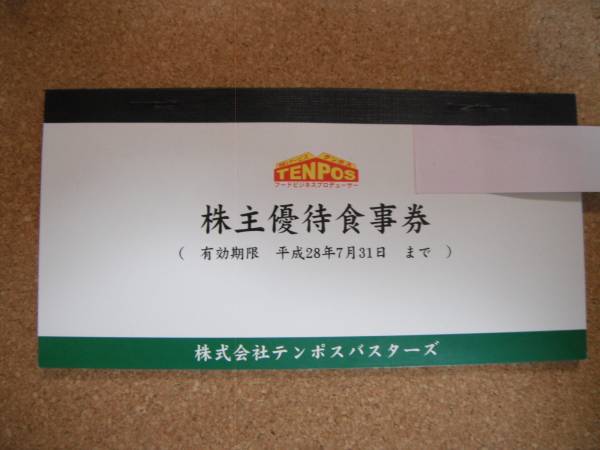 TENPOS
フードビジネスプロデューサー
株主優待食事券
( 有効期限 平成28年7月31日 まで )
株式会社テンポスバスターズ